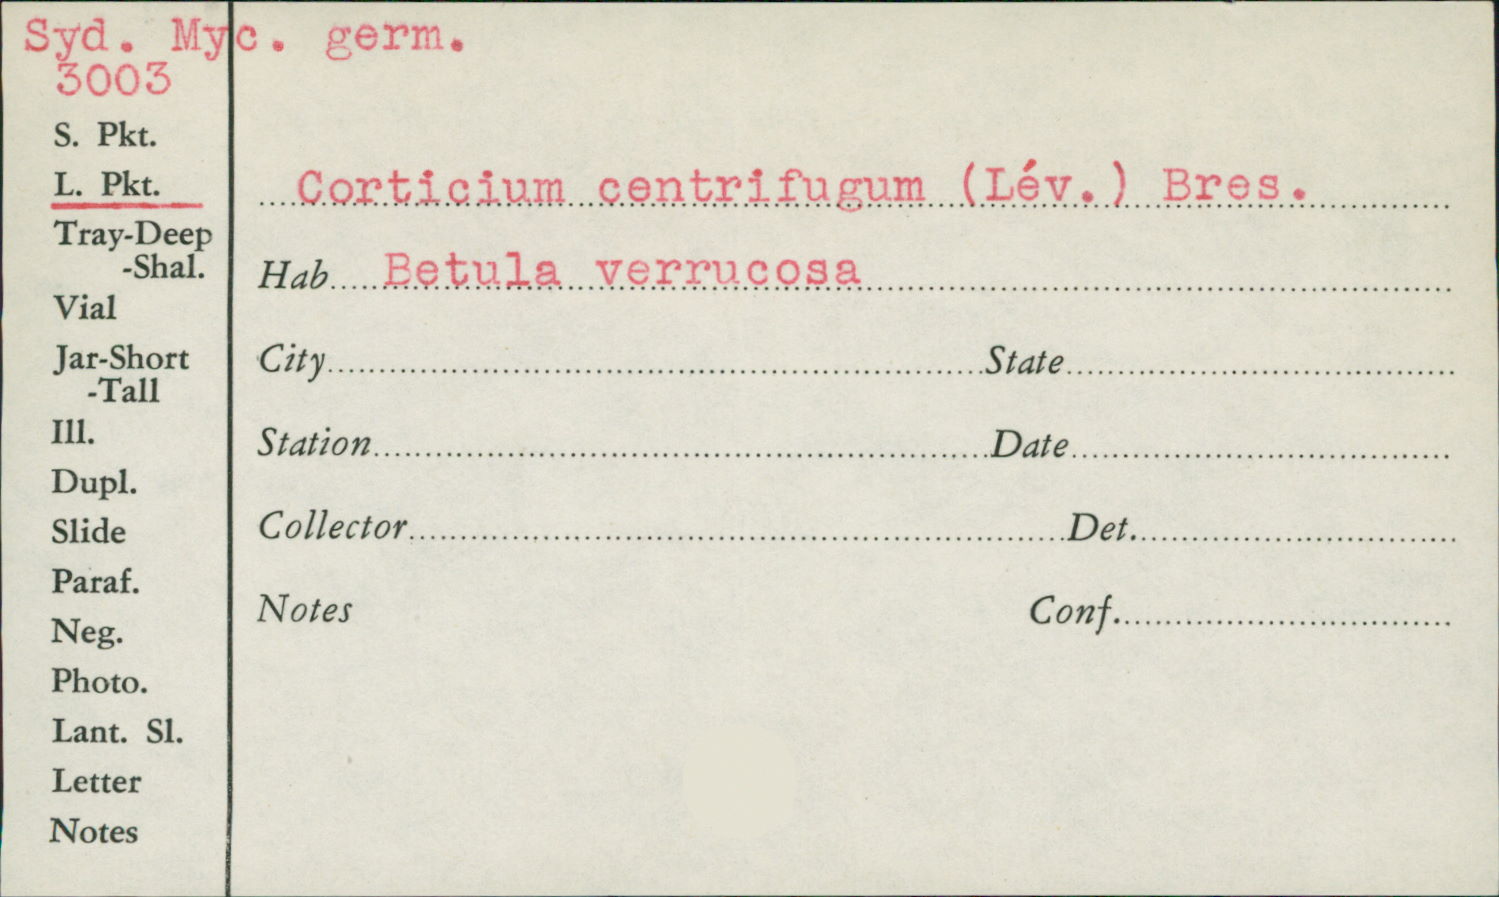 Syd. Myc. germ.
3003
S. Pkt.
L. Pkt.
Tray-Deep
-Shal.
Vial
Jar-Short
-Tall
Ill.
Dupl.
Slide
Paraf.
Neg.
Photo.
Lant. Sl.
Letter
Notes
Corticium centrifugum (Lév.) Bres.
Hab. Betula verrucosa
City State
Station Date
Collector Det.
Notes Conf.